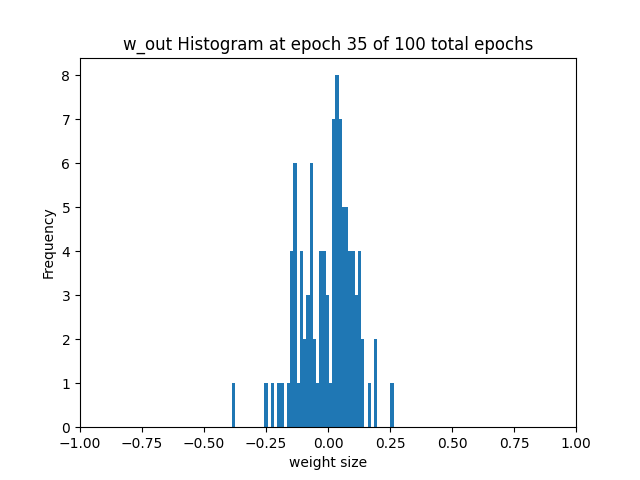 w_out Histogram at epoch 35 of 100 total epochs
8
7
6
5
4
3
2
1
0
Frequency
−1.00 −0.75 −0.50 −0.25 0.00 0.25 0.50 0.75 1.00
weight size